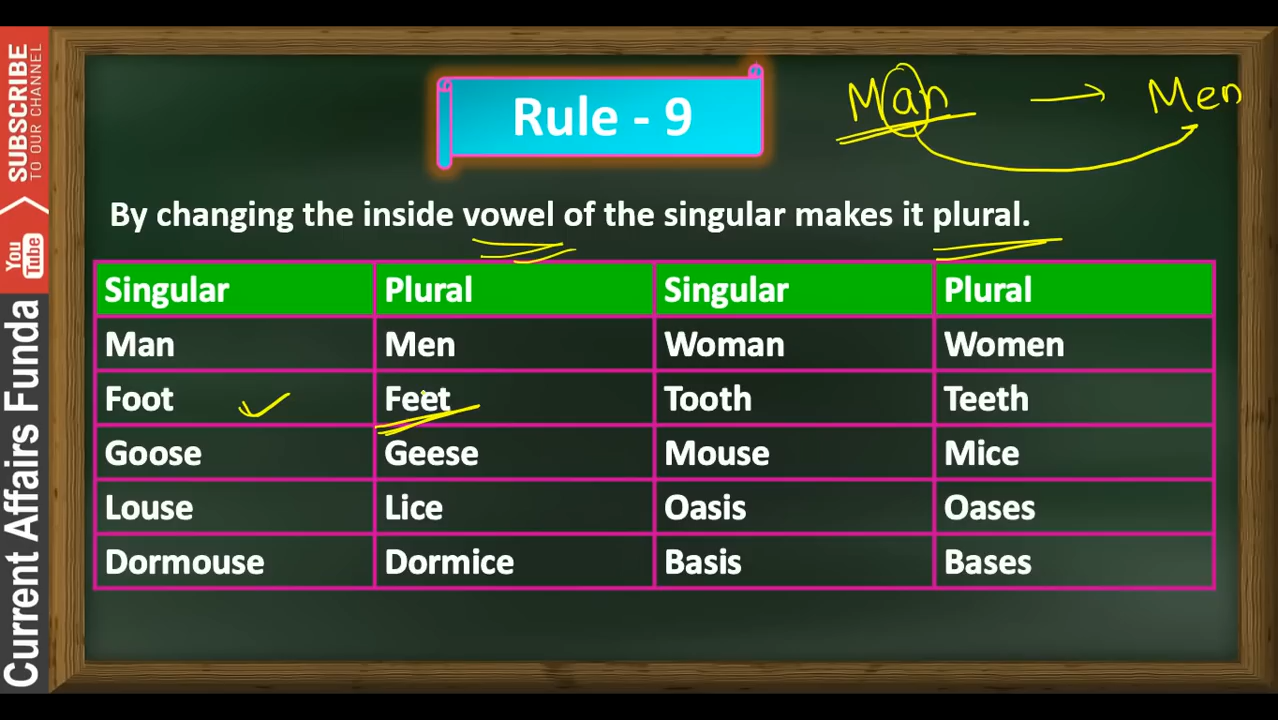 SUBSCRIBE
TO OUR CHANNEL
You Tube
Current Affairs Funda
Rule - 9
Man → Men
By changing the inside vowel of the singular makes it plural.
Singular Plural Singular Plural
Man Men Woman Women
Foot Feet Tooth Teeth
Goose Geese Mouse Mice
Louse Lice Oasis Oases
Dormouse Dormice Basis Bases